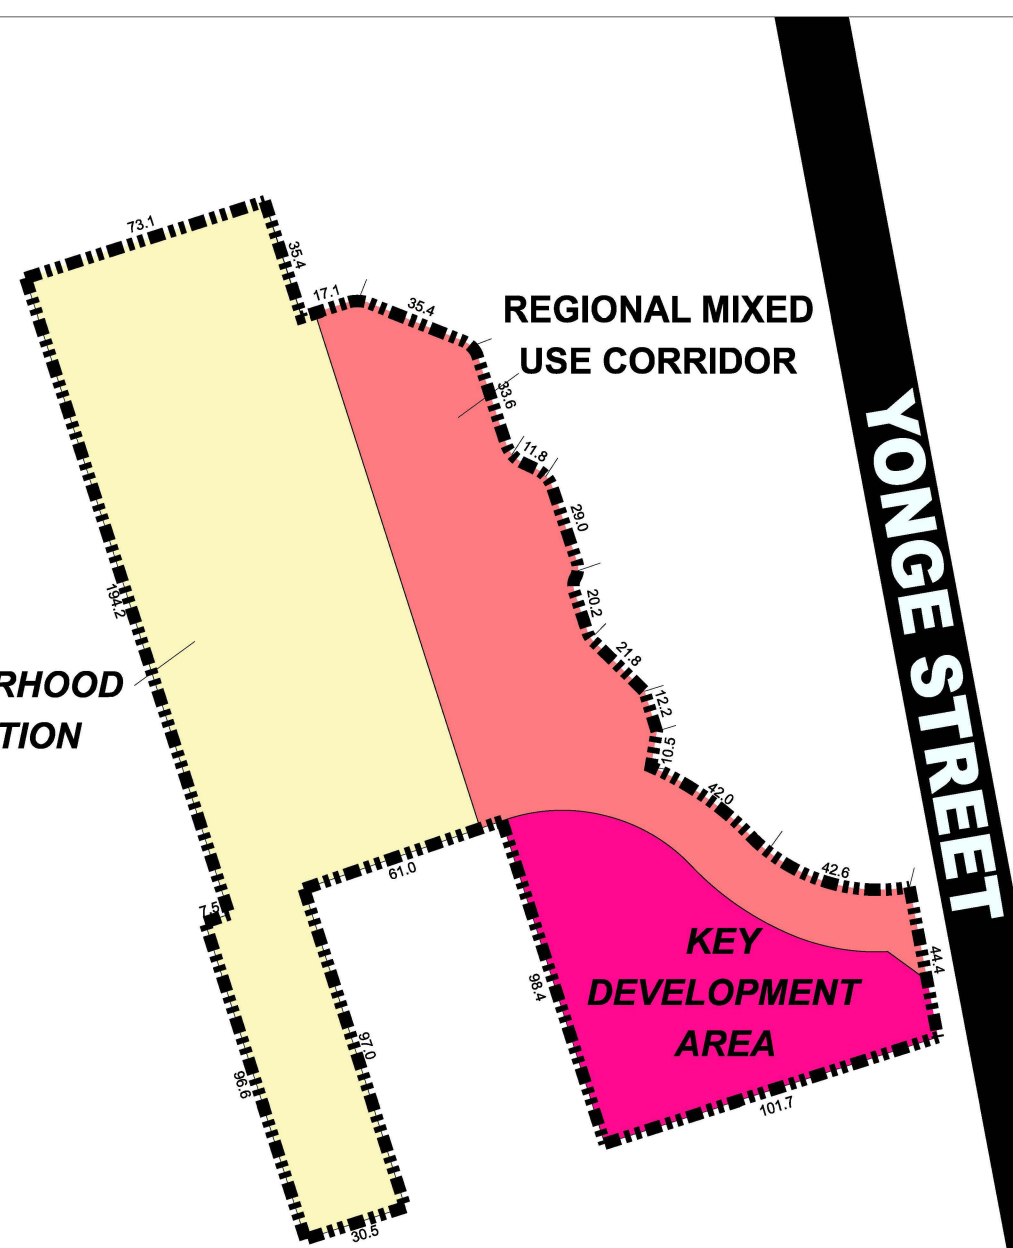 73.1
35.4
17.1
35.4
REGIONAL MIXED
USE CORRIDOR
33.6
11.8
29.0
20.2
21.8
194.2
RHOOD
TION
12.2
10.5
42.0
42.6
61.0
7.5
YONGE STREET
KEY
DEVELOPMENT
AREA
44.4
98.4
97.0
96.6
101.7
30.5